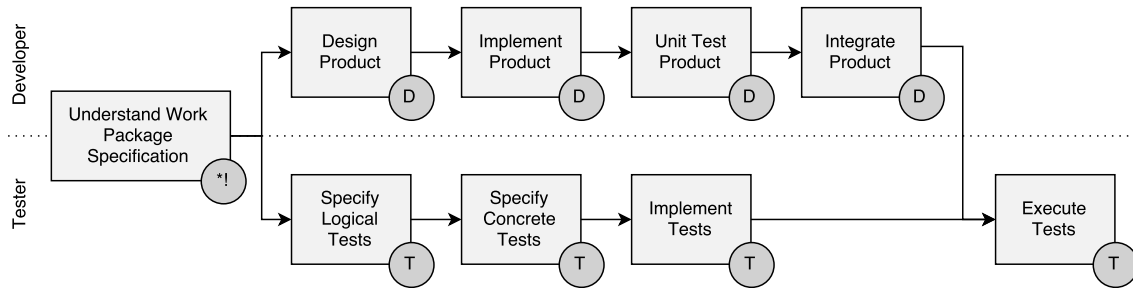 Developer
Design
Product
D
Implement
Product
D
Unit Test
Product
D
Integrate
Product
D
Understand Work
Package
Specification
*!
Tester
Specify
Logical
Tests
T
Specify
Concrete
Tests
T
Implement
Tests
T
Execute
Tests
T